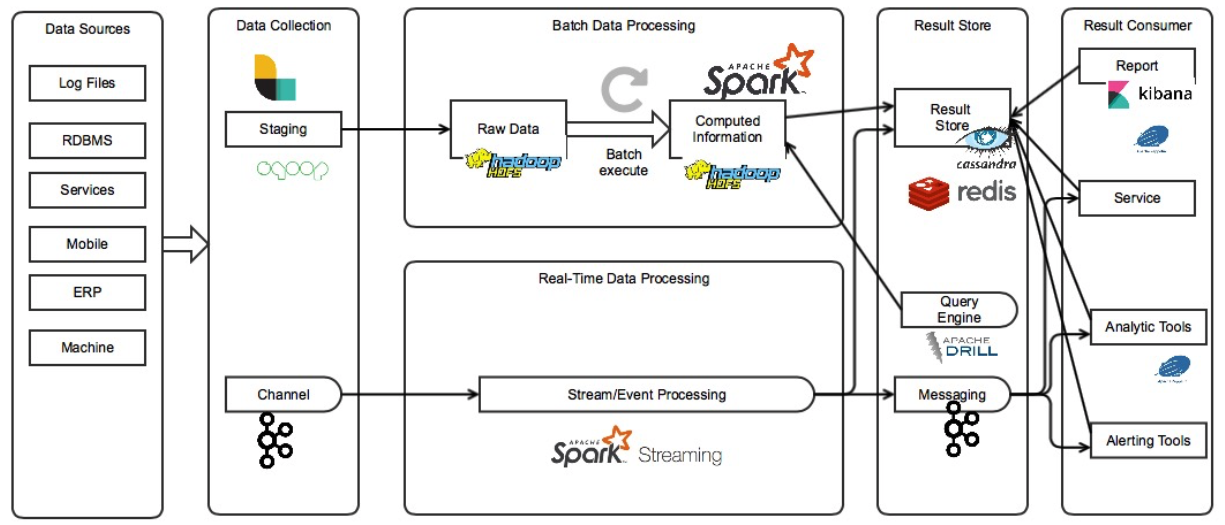 Data Sources
Log Files
RDBMS
Services
Mobile
ERP
Machine
Data Collection
Staging
sqoop
Channel
Batch Data Processing
APACHE
Spark
Raw Data
hadoop
HDFS
Batch
execute
Computed
Information
hadoop
HDFS
Real-Time Data Processing
Stream/Event Processing
APACHE
Spark Streaming
Result Store
Result
Store
cassandra
redis
Query
Engine
APACHE
DRILL
Messaging
Result Consumer
Report
kibana
Service
Analytic Tools
Alerting Tools